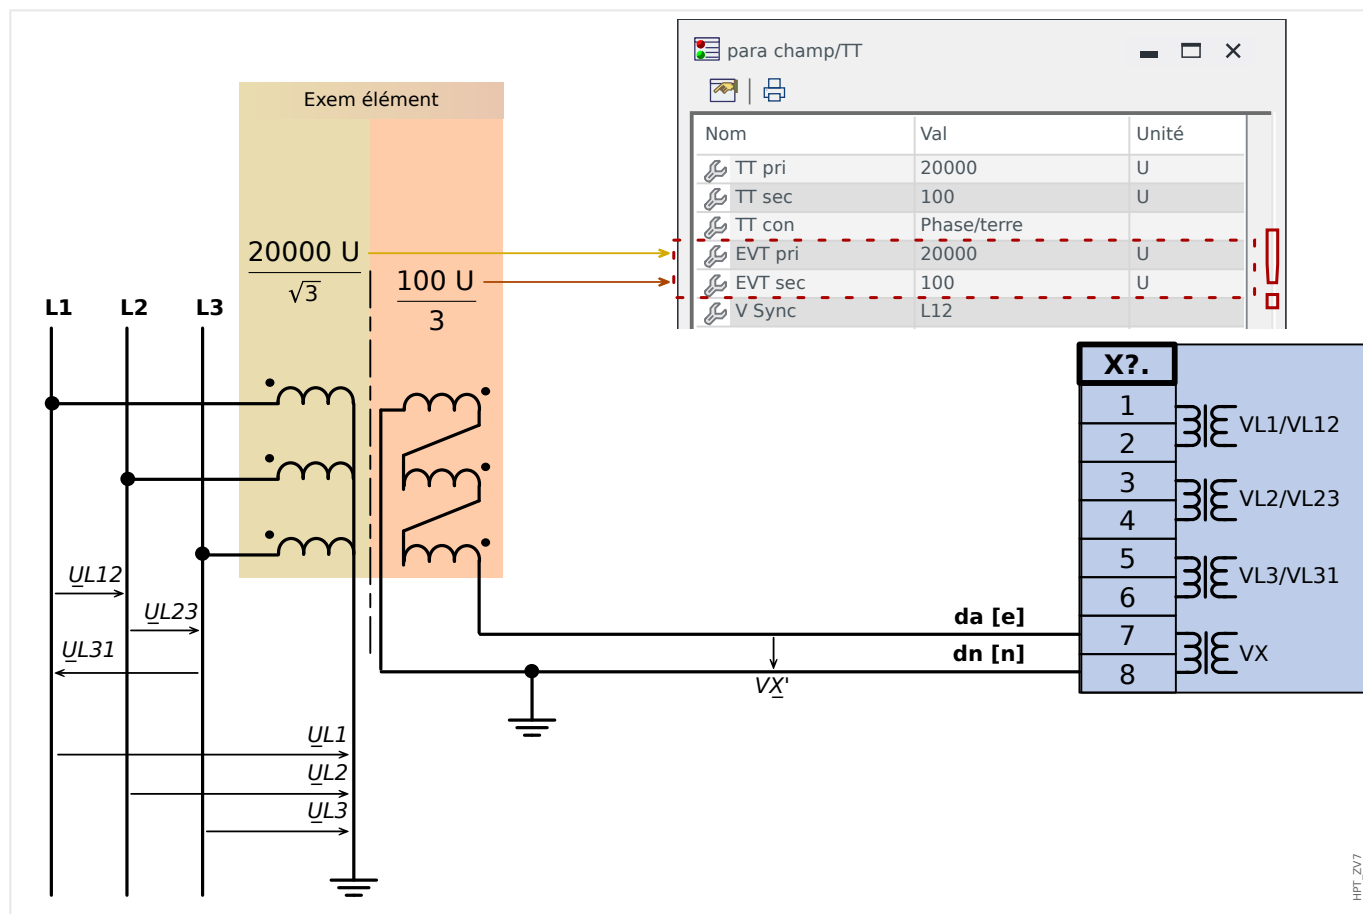 para champ/TT
Exem élément
Nom Val Unité
TT pri 20000 U
TT sec 100 U
TT con Phase/terre
EVT pri 20000 U
EVT sec 100 U
V Sync L12
20000 U
√3
100 U
3
L1 L2 L3
X?.
1
2
VL1/VL12
3
4
VL2/VL23
5
6
VL3/VL31
7
8
VX
UL12
UL23
UL31
da [e]
dn [n]
VX'
UL1
UL2
UL3
HPT_ZV7